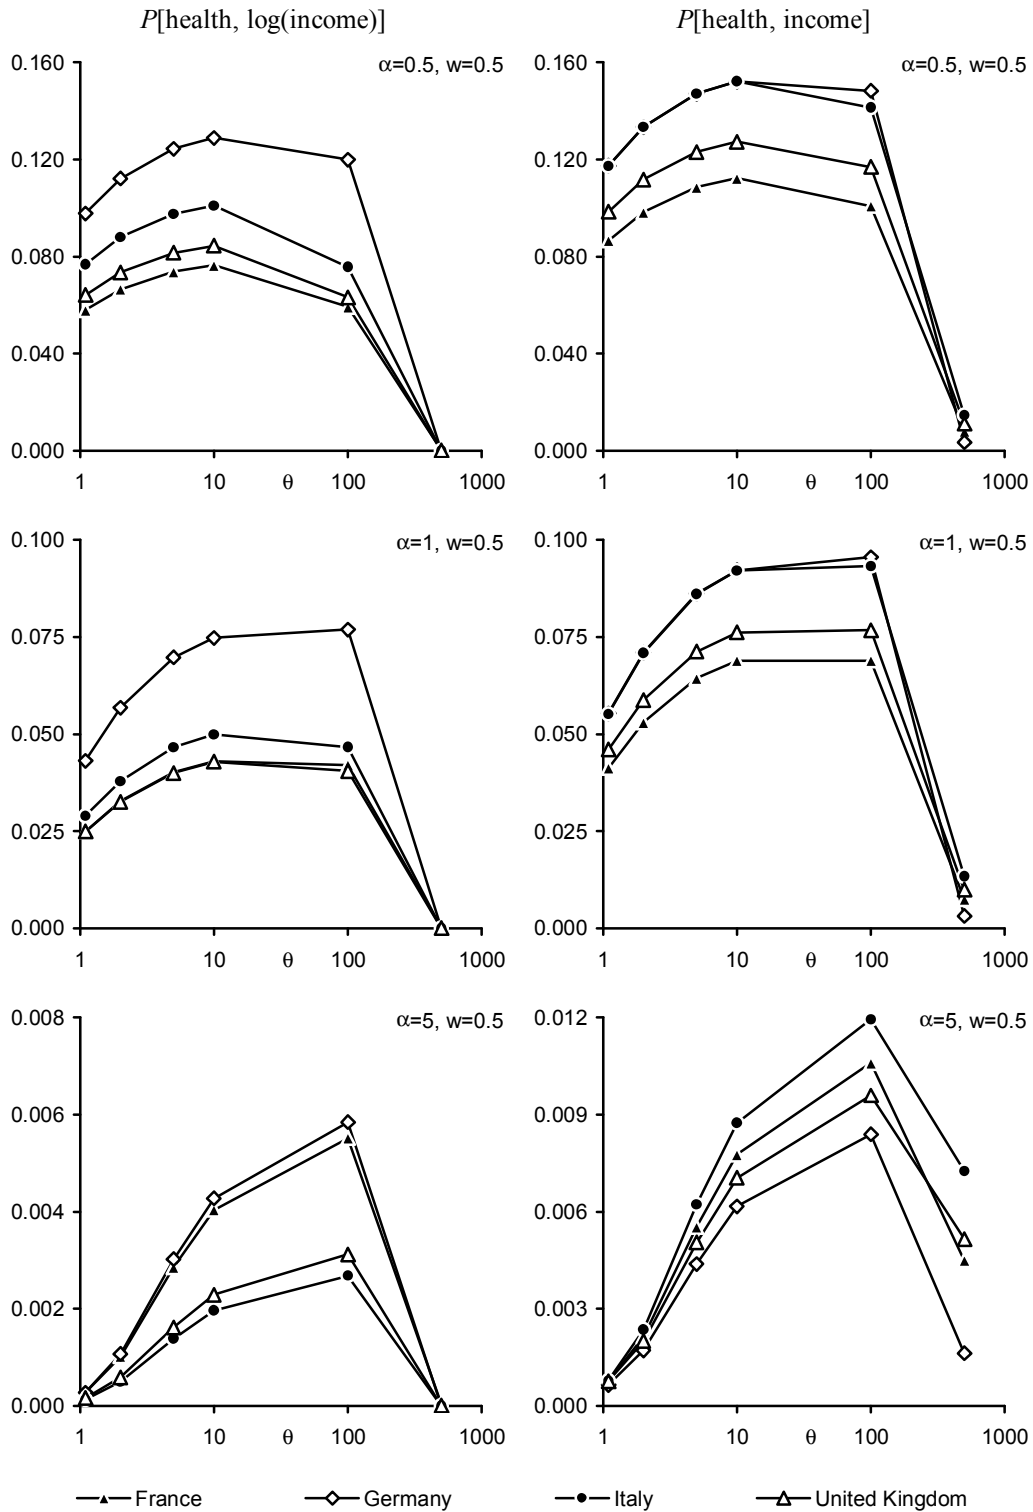 P[health, log(income)]
P[health, income]
α=0.5, w=0.5
0.160
0.120
0.080
0.040
0.000
1 10 θ 100 1000
α=0.5, w=0.5
0.160
0.120
0.080
0.040
0.000
1 10 θ 100 1000
α=1, w=0.5
0.100
0.075
0.050
0.025
0.000
1 10 θ 100 1000
α=1, w=0.5
0.100
0.075
0.050
0.025
0.000
1 10 θ 100 1000
α=5, w=0.5
0.008
0.006
0.004
0.002
0.000
1 10 θ 100 1000
α=5, w=0.5
0.012
0.009
0.006
0.003
0.000
1 10 θ 100 1000
France Germany Italy United Kingdom